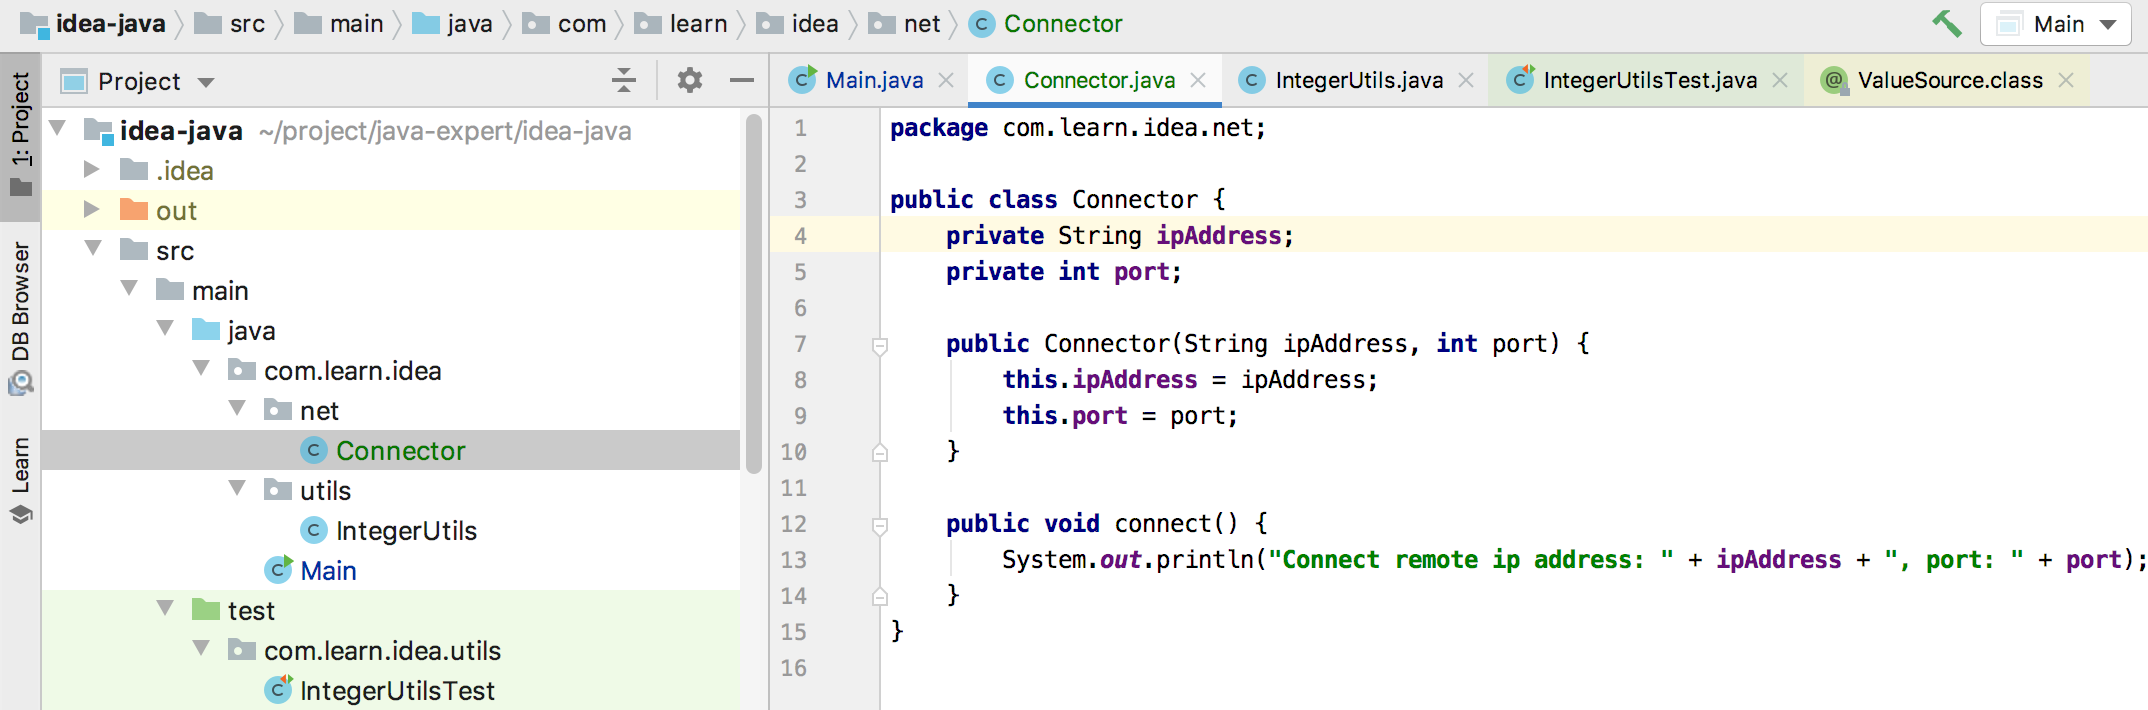 idea-java src main java com learn idea net Connector Main
1: Project
DB Browser
Learn
Project
idea-java ~/project/java-expert/idea-java
.idea
out
src
main
java
com.learn.idea
net
Connector
utils
IntegerUtils
Main
test
com.learn.idea.utils
IntegerUtilsTest
Main.java Connector.java IntegerUtils.java IntegerUtilsTest.java ValueSource.class
1 package com.learn.idea.net;
2
3 public class Connector {
4     private String ipAddress;
5     private int port;
6
7     public Connector(String ipAddress, int port) {
8         this.ipAddress = ipAddress;
9         this.port = port;
10     }
11
12     public void connect() {
13         System.out.println("Connect remote ip address: " + ipAddress + ", port: " + port);
14     }
15 }
16